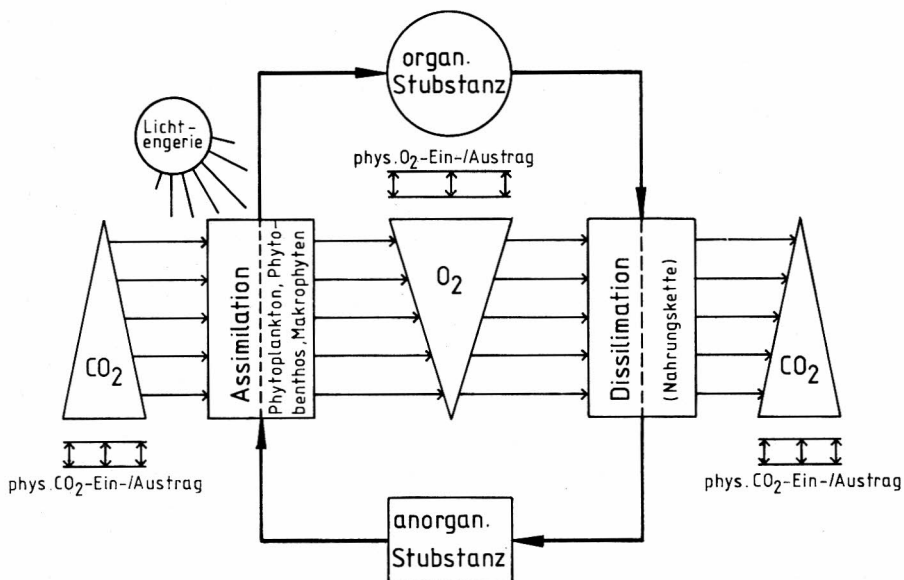 organ.
Stubstanz
Licht-
engerie
phys.O₂-Ein-/Austrag
CO₂
Assimilation
Phytoplankton, Phyto-
benthos, Makrophyten
O₂
Dissilimation
(Nahrungskette)
CO₂
phys.CO₂-Ein-/Austrag
phys.CO₂-Ein-/Austrag
anorgan.
Stubstanz